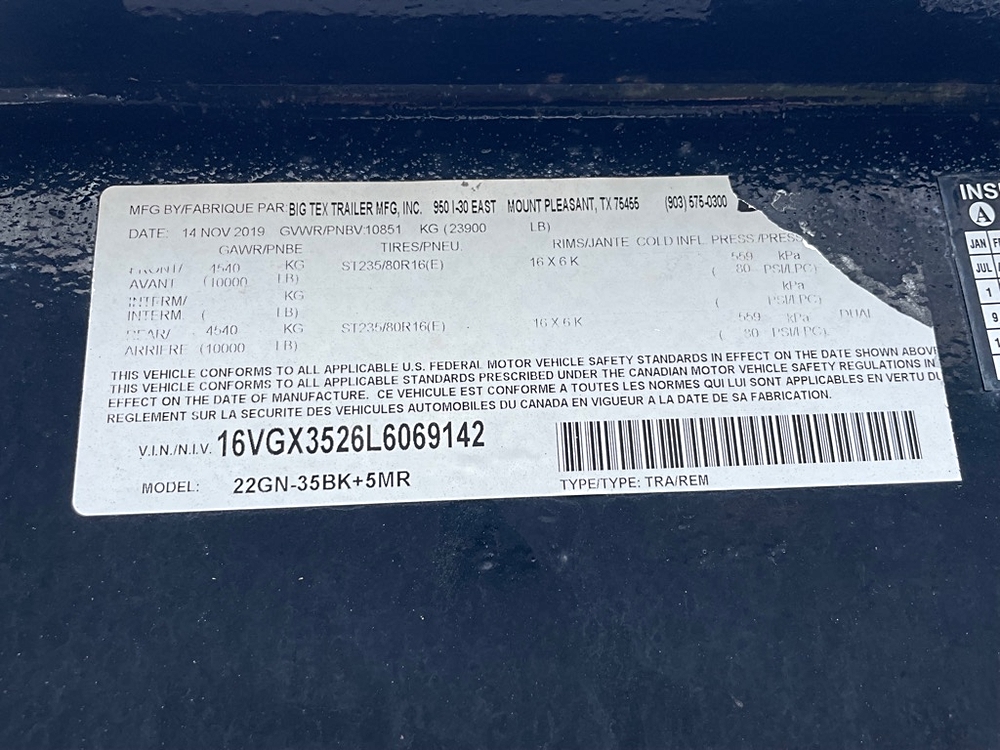 MFG BY/FABRIQUE PAR BIG TEX TRAILER MFG, INC. 950 I-30 EAST MOUNT PLEASANT, TX 75455 (903) 575-0300
DATE: 14 NOV 2019 GVWR/PNBV:10851 KG (23900 LB)
GAWR/PNBE TIRES/PNEU. RIMS/JANTE COLD INFL. PRESS./PRESS
FRONT/ 4540 KG ST235/80R16(E) 16 X 6 K 559 kPa
AVANT (10000 LB) ( 80 PSI/LPC)
INTERM/ KG kPa
INTERM. ( LB) ( PSI/LPC)
REAR/ 4540 KG ST235/80R16(E) 16 X 6 K 559 kPa DUAL
ARRIERE (10000 LB) ( 80 PSI/LPC)
THIS VEHICLE CONFORMS TO ALL APPLICABLE U.S. FEDERAL MOTOR VEHICLE SAFETY STANDARDS IN EFFECT ON THE DATE SHOWN ABOVE
THIS VEHICLE CONFORMS TO ALL APPLICABLE STANDARDS PRESCRIBED UNDER THE CANADIAN MOTOR VEHICLE SAFETY REGULATIONS IN
EFFECT ON THE DATE OF MANUFACTURE. CE VEHICULE EST CONFORME A TOUTES LES NORMES QUI LUI SONT APPLICABLES EN VERTU DU
REGLEMENT SUR LA SECURITE DES VEHICULES AUTOMOBILES DU CANADA EN VIGUEUR A LA DATE DE SA FABRICATION.
V.I.N./N.I.V. 16VGX3526L6069142
MODEL: 22GN-35BK+5MR
TYPE/TYPE: TRA/REM
INS
A
JAN
JUL
1
9